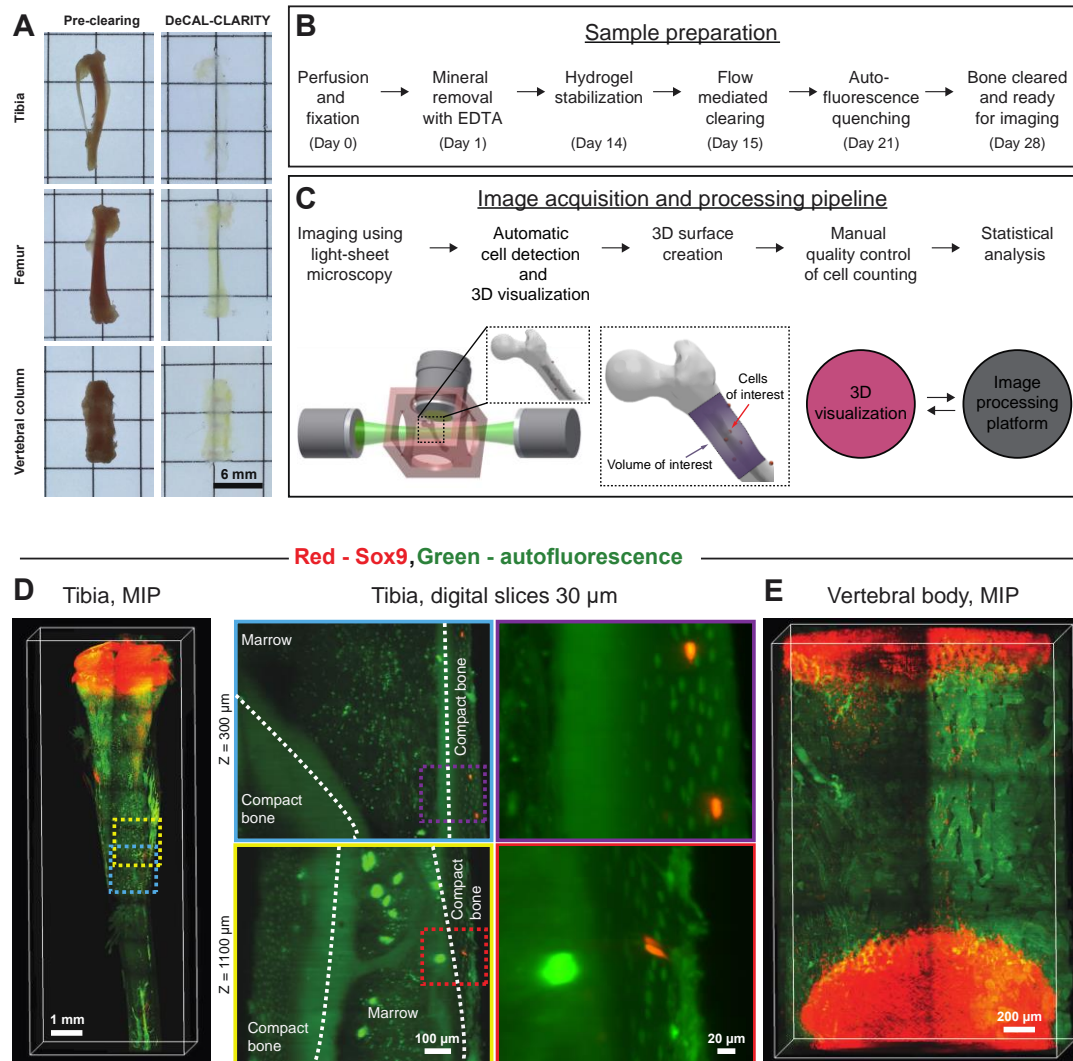 A
Pre-clearing
DeCAL-CLARITY
Tibia
Femur
Vertebral column
6 mm
B
Sample preparation
Perfusion
and
fixation
(Day 0)
Mineral
removal
with EDTA
(Day 1)
Hydrogel
stabilization
(Day 14)
Flow
mediated
clearing
(Day 15)
Auto-
fluorescence
quenching
(Day 21)
Bone cleared
and ready
for imaging
(Day 28)
C
Image acquisition and processing pipeline
Imaging using
light-sheet
microscopy
Automatic
cell detection
and
3D visualization
3D surface
creation
Manual
quality control
of cell counting
Statistical
analysis
Cells
of interest
Volume of interest
3D
visualization
Image
processing
platform
Red - Sox9, Green - autofluorescence
D
Tibia, MIP
1 mm
Tibia, digital slices 30 µm
Z = 300 µm
Marrow
Compact bone
Compact
bone
Z = 1100 µm
Compact
bone
Compact
bone
Marrow
100 µm
20 µm
E
Vertebral body, MIP
200 µm